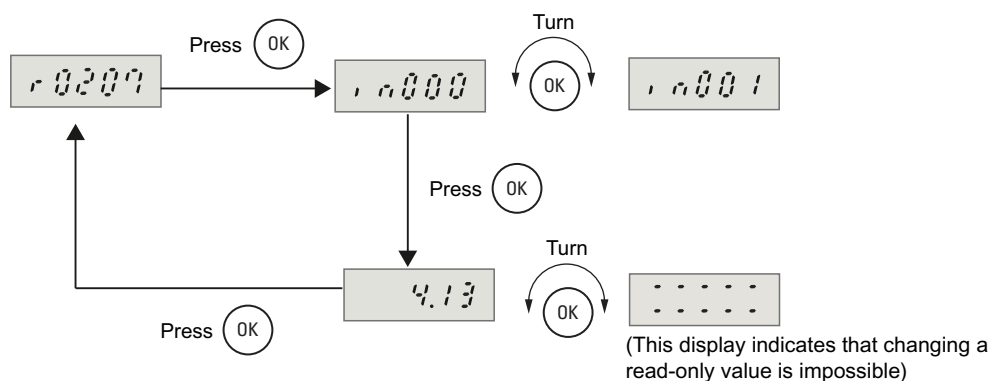 Turn
Press OK
r0207
in000
OK
in001
Press OK
Turn
4.13
OK
Press OK
(This display indicates that changing a
read-only value is impossible)